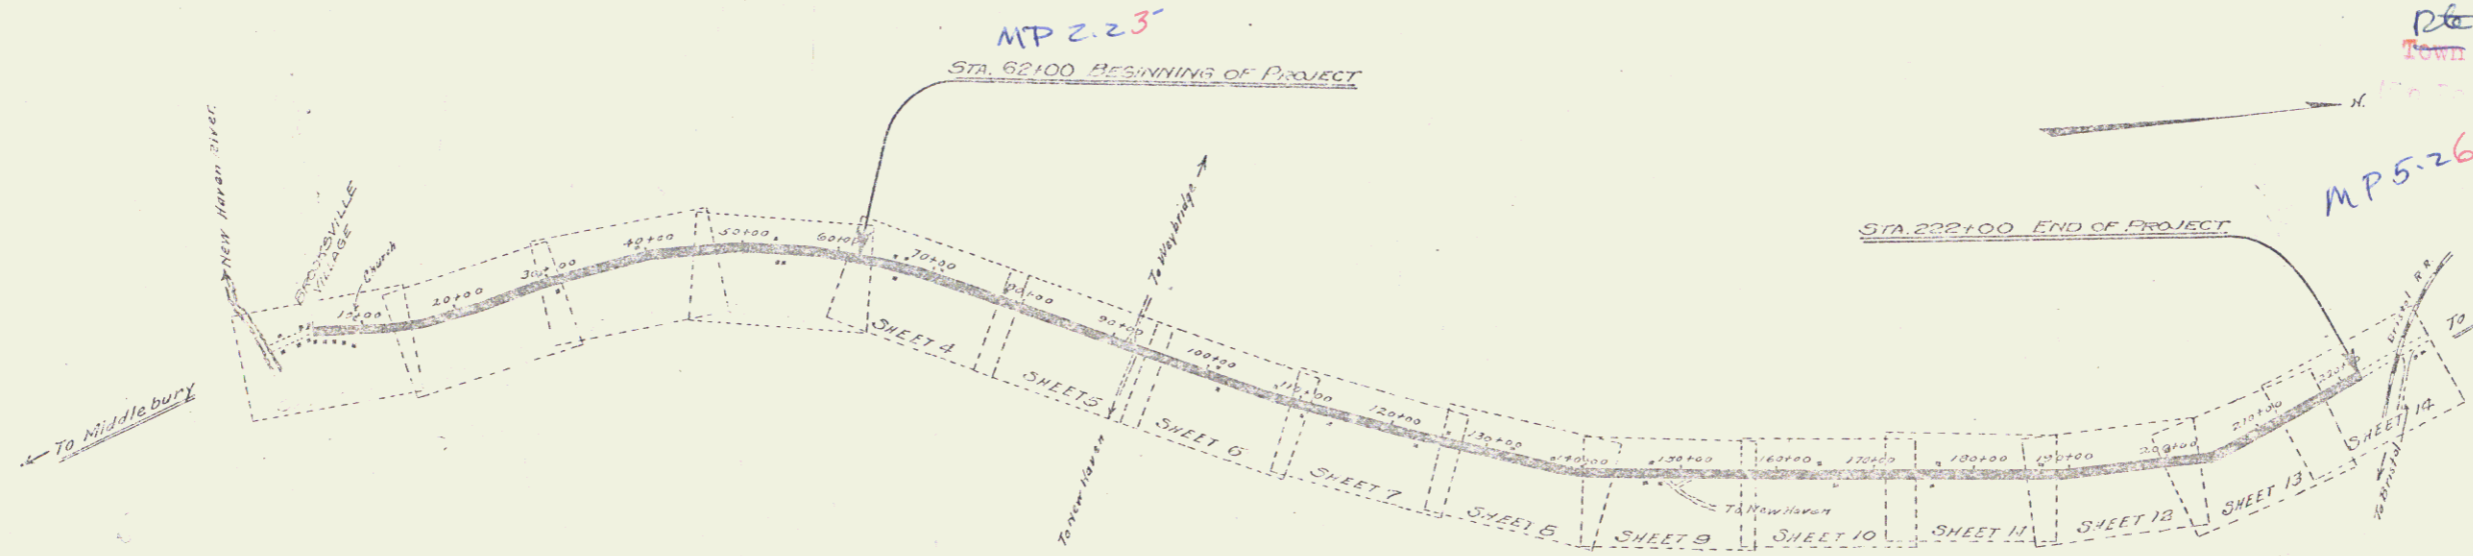 MP 2.23
STA. 62+00 BEGINNING OF PROJECT
Rte
Town
N.
MP 5.26
STA. 222+00 END OF PROJECT
New Haven River
BROOKSVILLE
VILLAGE
Church
To Middlebury
10+00
20+00
30+00
40+00
50+00
60+00
70+00
80+00
90+00
100+00
110+00
120+00
130+00
140+00
150+00
160+00
170+00
180+00
190+00
200+00
210+00
220+
To Weybridge
To New Haven
To New Haven
Bristol R.R.
To
To Bristol
SHEET 4
SHEET 5
SHEET 6
SHEET 7
SHEET 8
SHEET 9
SHEET 10
SHEET 11
SHEET 12
SHEET 13
SHEET 14